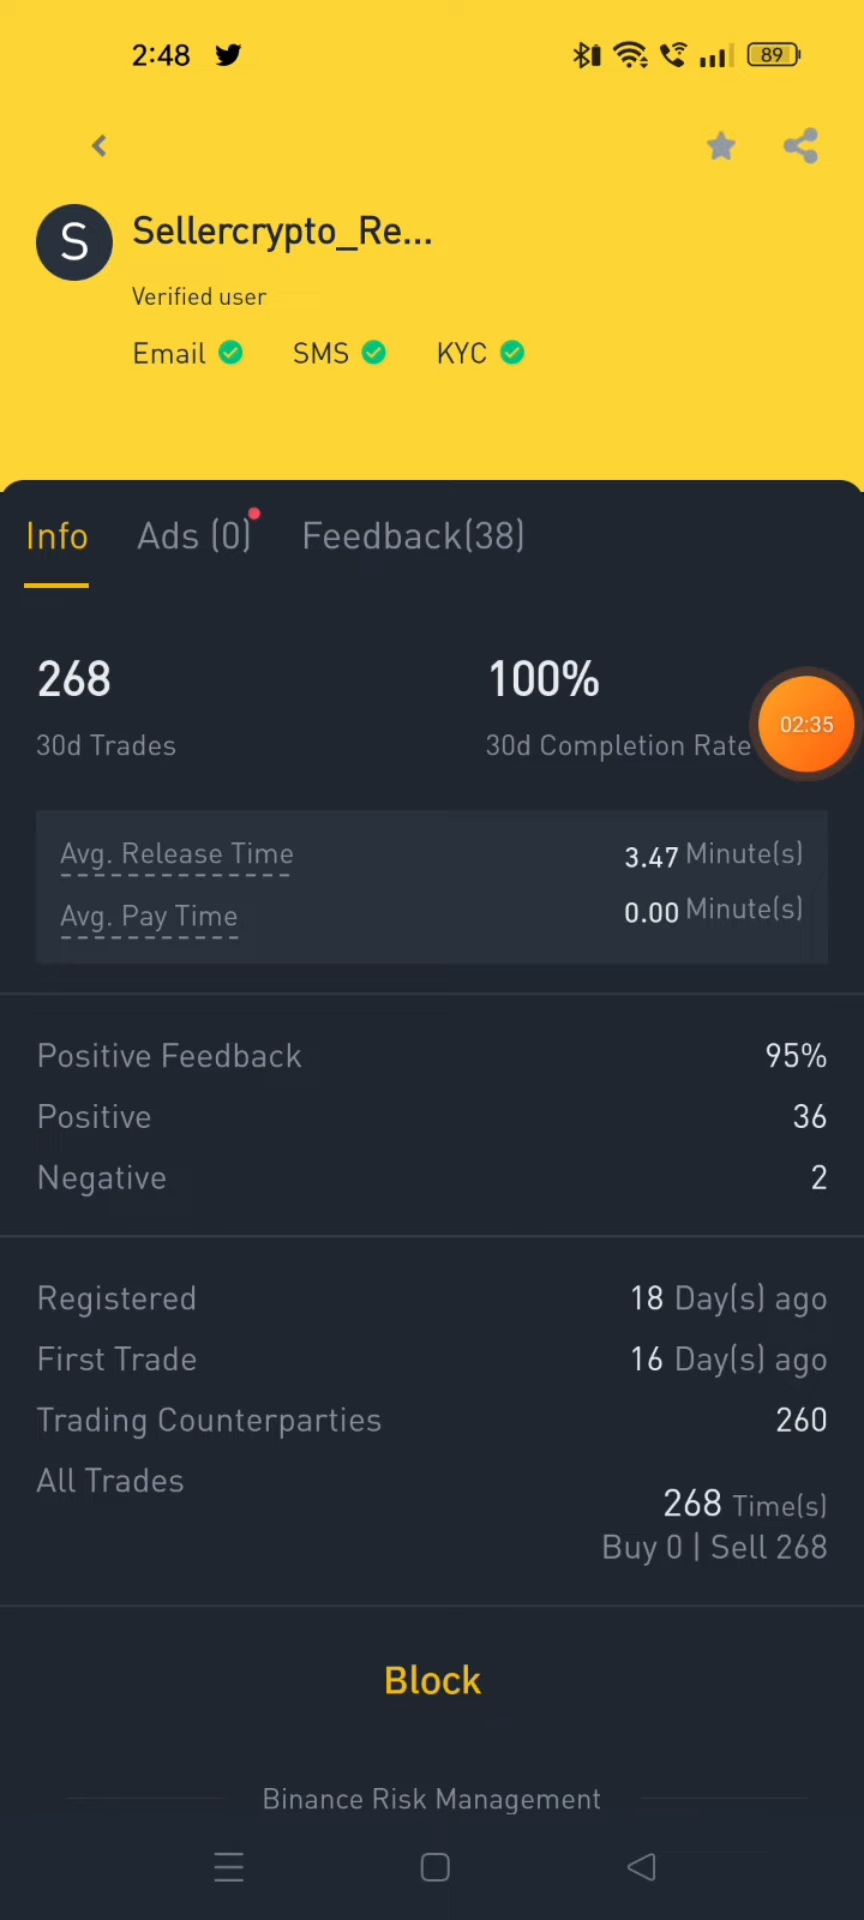 2:48
89
S
Sellercrypto_Re...
Verified user
Email SMS KYC
Info Ads (0) Feedback(38)
268 100%
30d Trades 30d Completion Rate
02:35
Avg. Release Time 3.47 Minute(s)
Avg. Pay Time 0.00 Minute(s)
Positive Feedback 95%
Positive 36
Negative 2
Registered 18 Day(s) ago
First Trade 16 Day(s) ago
Trading Counterparties 260
All Trades 268 Time(s)
Buy 0 | Sell 268
Block
Binance Risk Management